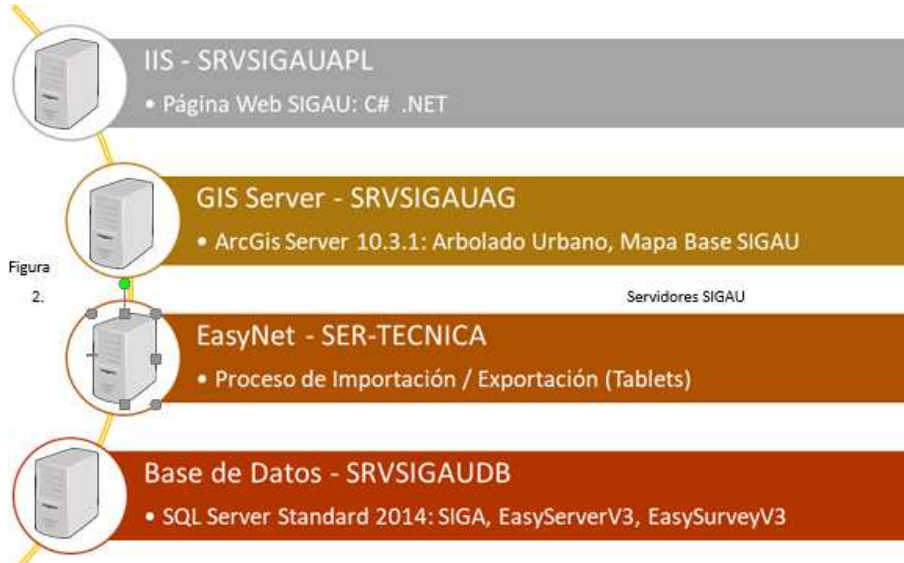 IIS - SRVSIGAUAPL
• Página Web SIGAU: C# .NET
GIS Server - SRVSIGAUAG
• ArcGis Server 10.3.1: Arbolado Urbano, Mapa Base SIGAU
Figura
2.
Servidores SIGAU
EasyNet - SER-TECNICA
• Proceso de Importación / Exportación (Tablets)
Base de Datos - SRVSIGAUDB
• SQL Server Standard 2014: SIGA, EasyServerV3, EasySurveyV3